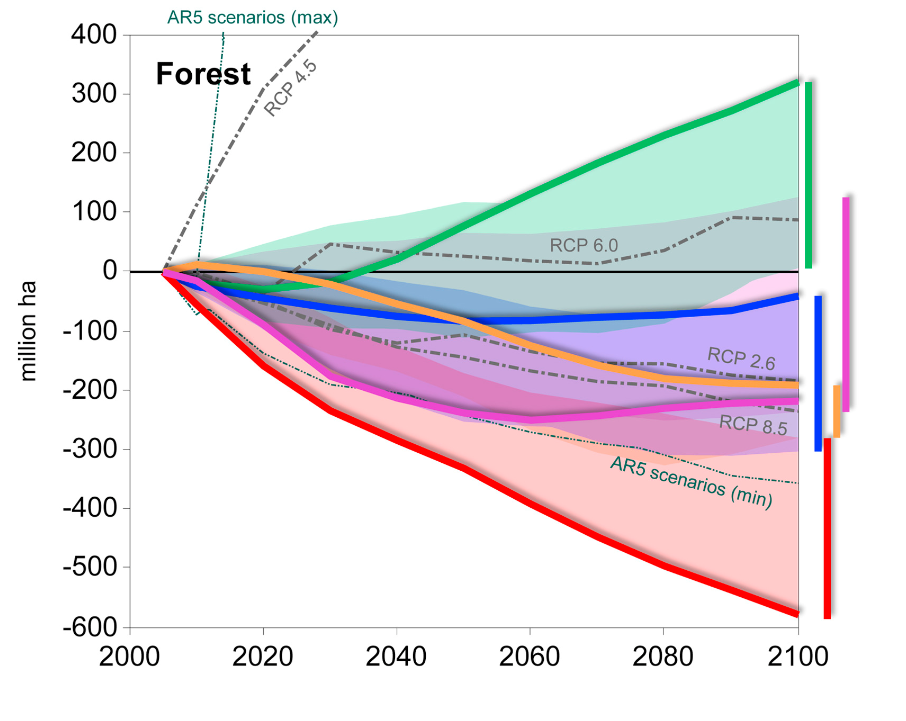 AR5 scenarios (max)
400
Forest
RCP 4.5
300
200
100
RCP 6.0
0
million ha
-100
RCP 2.6
-200
RCP 8.5
-300
AR5 scenarios (min)
-400
-500
-600
2000 2020 2040 2060 2080 2100